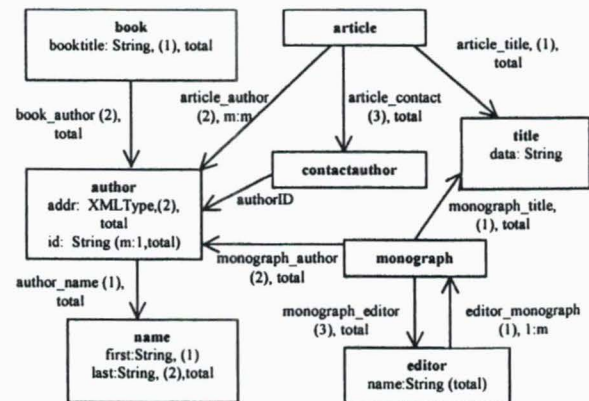 book
booktitle: String, (1), total
article
article_title, (1),
total
book_author (2),
total
article_author
(2), m:m
article_contact
(3), total
title
data: String
author
addr: XMLType,(2),
total
id: String (m:1,total)
contactauthor
authorID
monograph_title,
(1), total
author_name (1),
total
monograph_author
(2), total
monograph
name
first:String, (1)
last:String, (2),total
monograph_editor
(3), total
editor_monograph
(1), 1:m
editor
name:String (total)